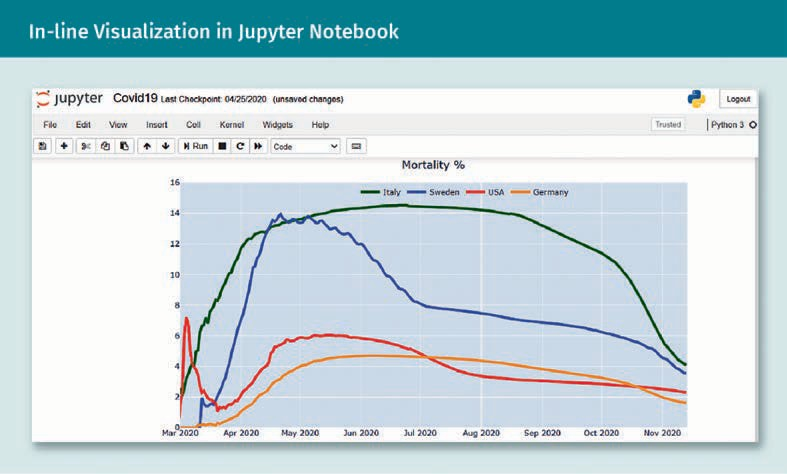 In-line Visualization in Jupyter Notebook
jupyter Covid19 Last Checkpoint: 04/25/2020 (unsaved changes) Logout
File Edit View Insert Cell Kernel Widgets Help Trusted Python 3
Run Code
Mortality %
Italy Sweden USA Germany
16
14
12
10
8
6
4
2
0
Mar 2020 Apr 2020 May 2020 Jun 2020 Jul 2020 Aug 2020 Sep 2020 Oct 2020 Nov 2020